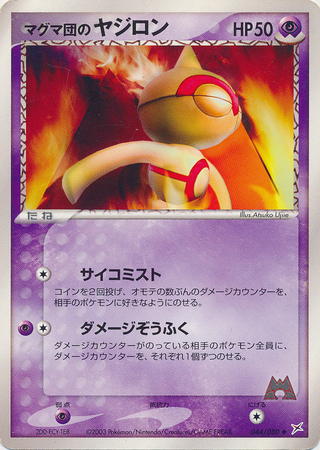 マグマ団のヤジロン HP50
たね
Illus.Atsuko Ujiie
サイコミスト
コインを2回投げ、オモテの数ぶんのダメージカウンターを、
相手のポケモンに好きなようにのせる。
ダメージぞうふく
ダメージカウンターがのっている相手のポケモン全員に、
ダメージカウンターを、それぞれ1個ずつのせる。
弱点 抵抗力 にげる
©2003 Pokémon/Nintendo/Creatures/GAME FREAK.
044/080